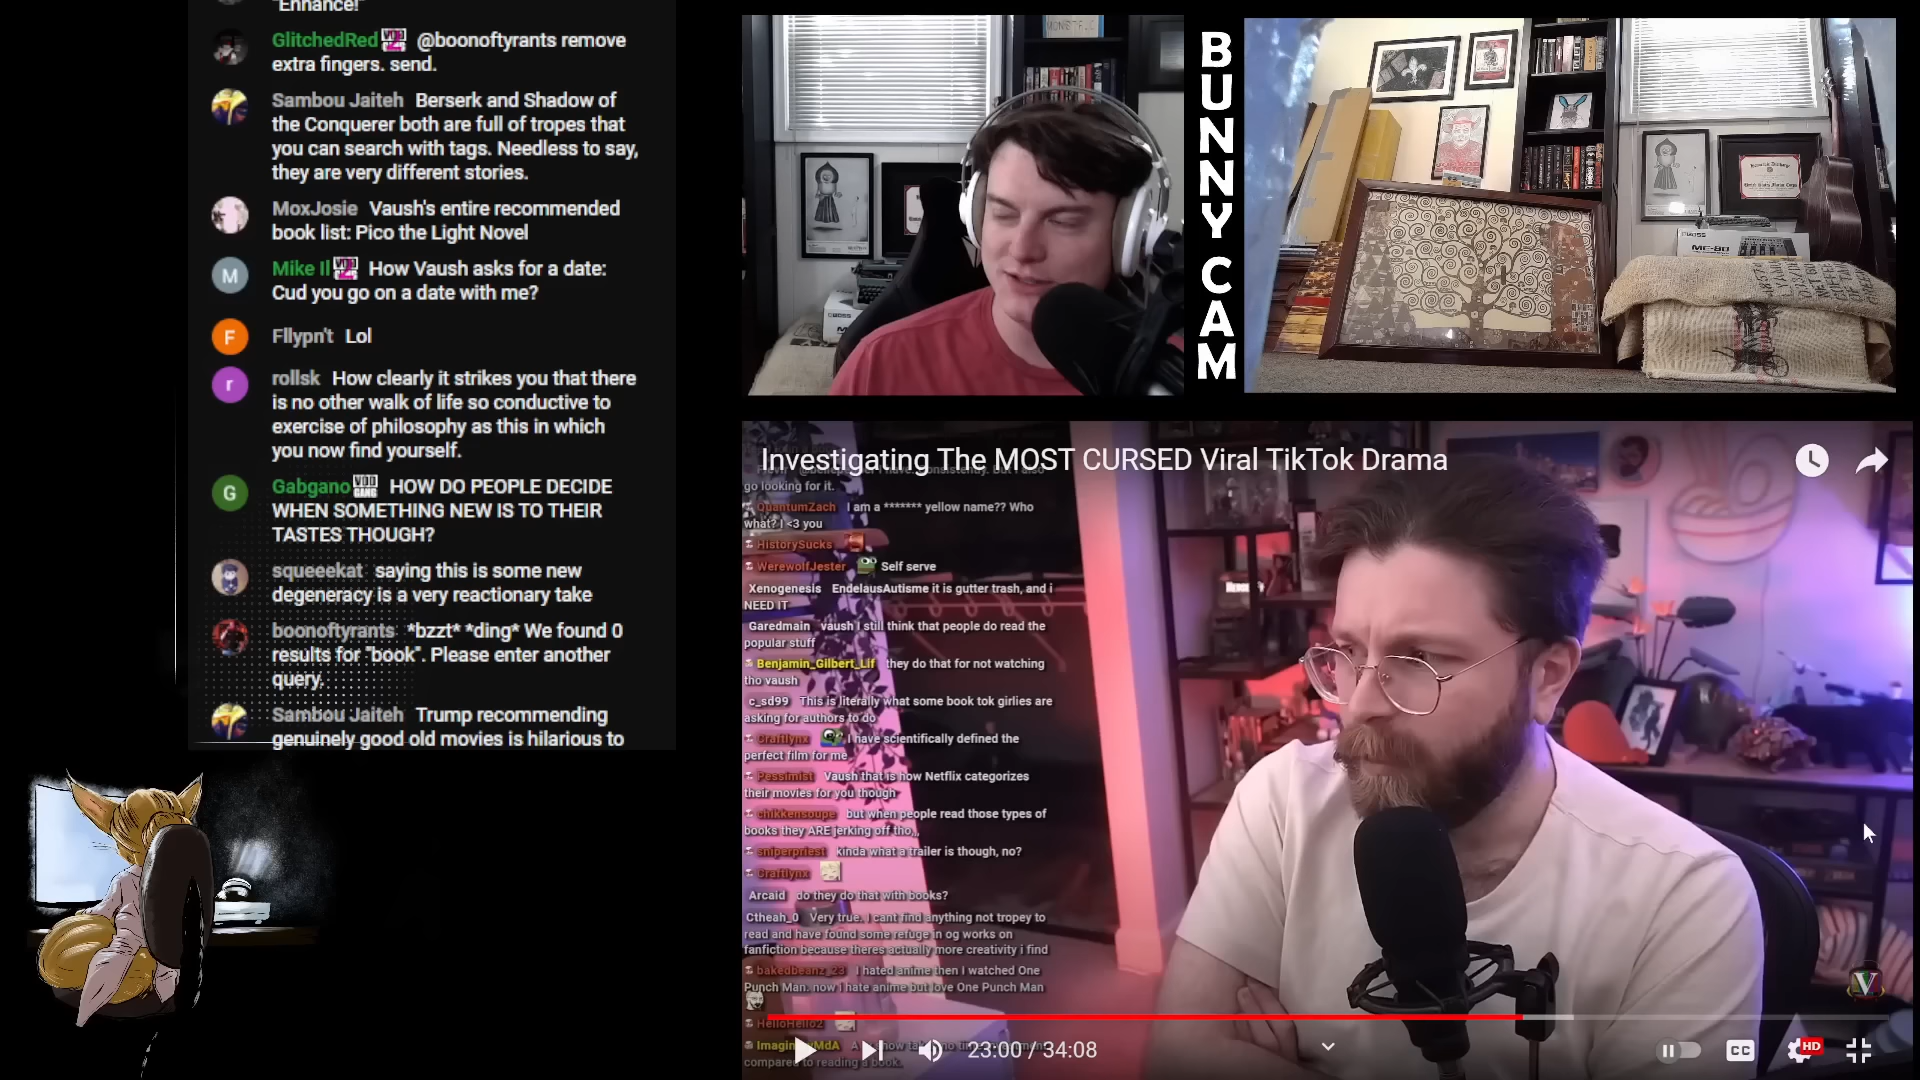 "Enhance!"
GlitchedRed @boonoftyrants remove
extra fingers. send.
Sambou Jaiteh Berserk and Shadow of
the Conquerer both are full of tropes that
you can search with tags. Needless to say,
they are very different stories.
MoxJosie Vaush's entire recommended
book list: Pico the Light Novel
M
Mike Il How Vaush asks for a date:
Cud you go on a date with me?
F
Fllypn't Lol
r
rollsk How clearly it strikes you that there
is no other walk of life so conductive to
exercise of philosophy as this in which
you now find yourself.
G
Gabgano VOD GANG HOW DO PEOPLE DECIDE
WHEN SOMETHING NEW IS TO THEIR
TASTES THOUGH?
squeeekat saying this is some new
degeneracy is a very reactionary take
boonoftyrants *bzzt* *ding* We found 0
results for "book". Please enter another
query.
Sambou Jaiteh Trump recommending
genuinely good old movies is hilarious to
BUNNY CAM
BOSS
ME-80
Investigating The MOST CURSED Viral TikTok Drama
go looking for it.
QuantumZach I am a ******* yellow name?? Who
what? I <3 you
HistorySucks
WerewolfJester Self serve
Xenogenesis EndelausAutisme it is gutter trash, and i
NEED IT
Garedmain vaush I still think that people do read the
popular stuff
Benjamin_Gilbert_Lif they do that for not watching
tho vaush
c_sd99 This is literally what some book tok girlies are
asking for authors to do
Craftlynx I have scientifically defined the
perfect film for me
Pessimist Vaush that is how Netflix categorizes
their movies for you though
chikkensoupe but when people read those types of
books they ARE jerking off tho,,
sniperpriest kinda what a trailer is though, no?
Craftlynx
Arcaid do they do that with books?
Ctheah_0 Very true. I cant find anything not tropey to
read and have found some refuge in og works on
fanfiction because theres actually more creativity i find
bakedbeanz_23 I hated anime then I watched One
Punch Man. now I hate anime but love One Punch Man
HelloHello2
compared to reading a book.
V
23:00 / 34:08
CC
HD